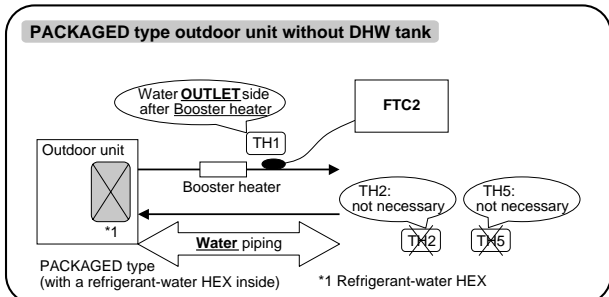 PACKAGED type outdoor unit without DHW tank
Water OUTLET side
after Booster heater
FTC2
TH1
Outdoor unit
Booster heater
TH2:
not necessary
TH5:
not necessary
*1
TH2
TH5
Water piping
PACKAGED type
(with a refrigerant-water HEX inside)
*1 Refrigerant-water HEX